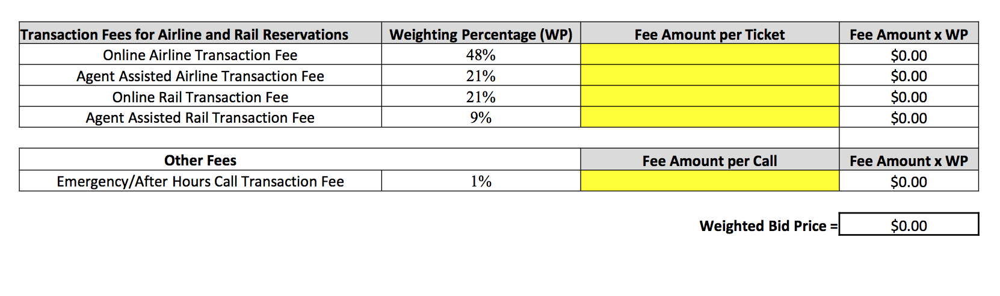 Transaction Fees for Airline and Rail Reservations Weighting Percentage (WP) Fee Amount per Ticket Fee Amount x WP
Online Airline Transaction Fee 48% $0.00
Agent Assisted Airline Transaction Fee 21% $0.00
Online Rail Transaction Fee 21% $0.00
Agent Assisted Rail Transaction Fee 9% $0.00
Other Fees Fee Amount per Call Fee Amount x WP
Emergency/After Hours Call Transaction Fee 1% $0.00
Weighted Bid Price = $0.00